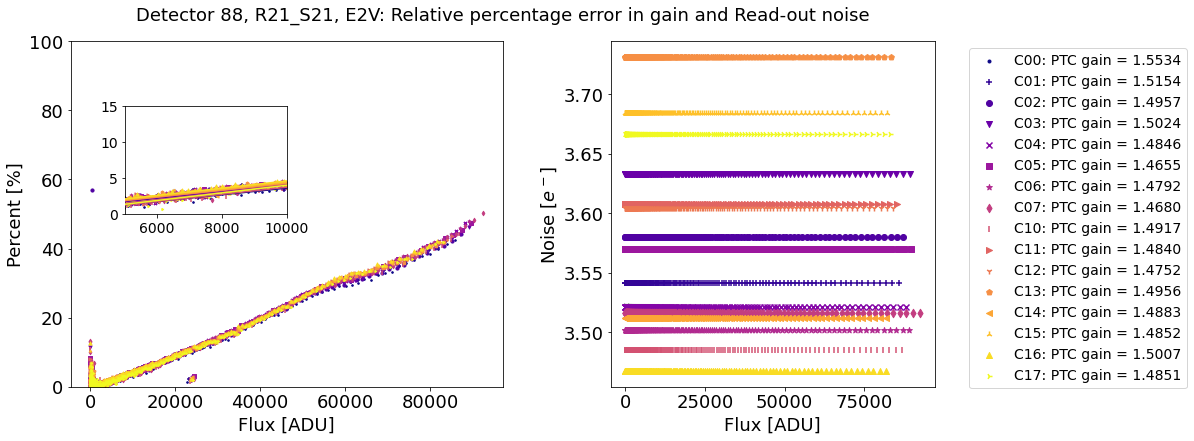 Detector 88, R21_S21, E2V: Relative percentage error in gain and Read-out noise
Percent [%]
100
80
60
40
20
0
0 20000 40000 60000 80000
Flux [ADU]
15
10
5
0
6000 8000 10000
Noise [e⁻]
3.70
3.65
3.60
3.55
3.50
0 25000 50000 75000
Flux [ADU]
C00: PTC gain = 1.5534
C01: PTC gain = 1.5154
C02: PTC gain = 1.4957
C03: PTC gain = 1.5024
C04: PTC gain = 1.4846
C05: PTC gain = 1.4655
C06: PTC gain = 1.4792
C07: PTC gain = 1.4680
C10: PTC gain = 1.4917
C11: PTC gain = 1.4840
C12: PTC gain = 1.4752
C13: PTC gain = 1.4956
C14: PTC gain = 1.4883
C15: PTC gain = 1.4852
C16: PTC gain = 1.5007
C17: PTC gain = 1.4851